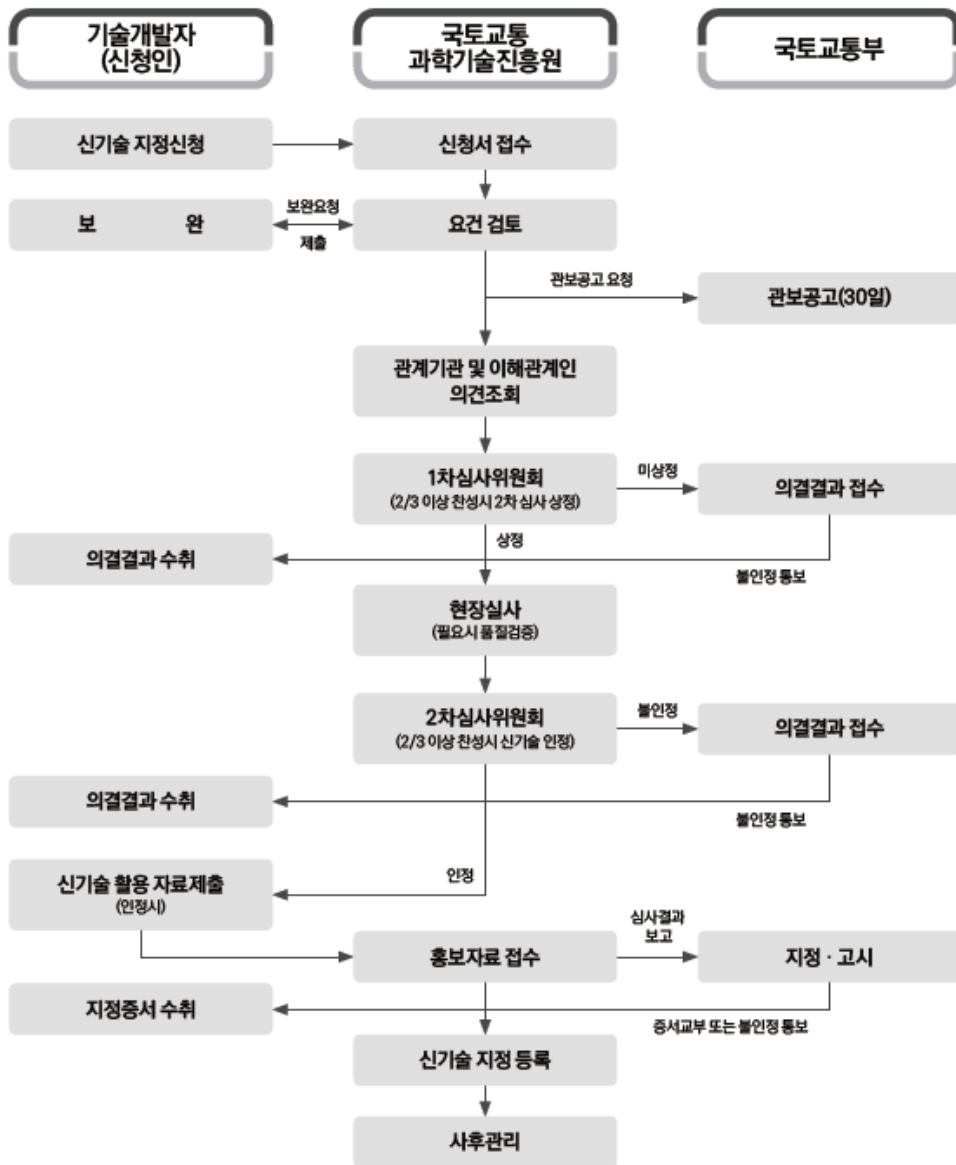 기술개발자
(신청인)
국토교통
과학기술진흥원
국토교통부
신기술 지정신청
신청서 접수
보 완
보완요청
제출
요건 검토
관보공고 요청
관보공고(30일)
관계기관 및 이해관계인
의견조회
1차심사위원회
(2/3 이상 찬성시 2차 심사 상정)
미상정
의결결과 접수
상정
의결결과 수취
불인정 통보
현장실사
(필요시 품질검증)
2차심사위원회
(2/3 이상 찬성시 신기술 인정)
불인정
의결결과 접수
의결결과 수취
불인정 통보
신기술 활용 자료제출
(인정시)
인정
홍보자료 접수
심사결과
보고
지정 · 고시
지정증서 수취
증서교부 또는 불인정 통보
신기술 지정 등록
사후관리